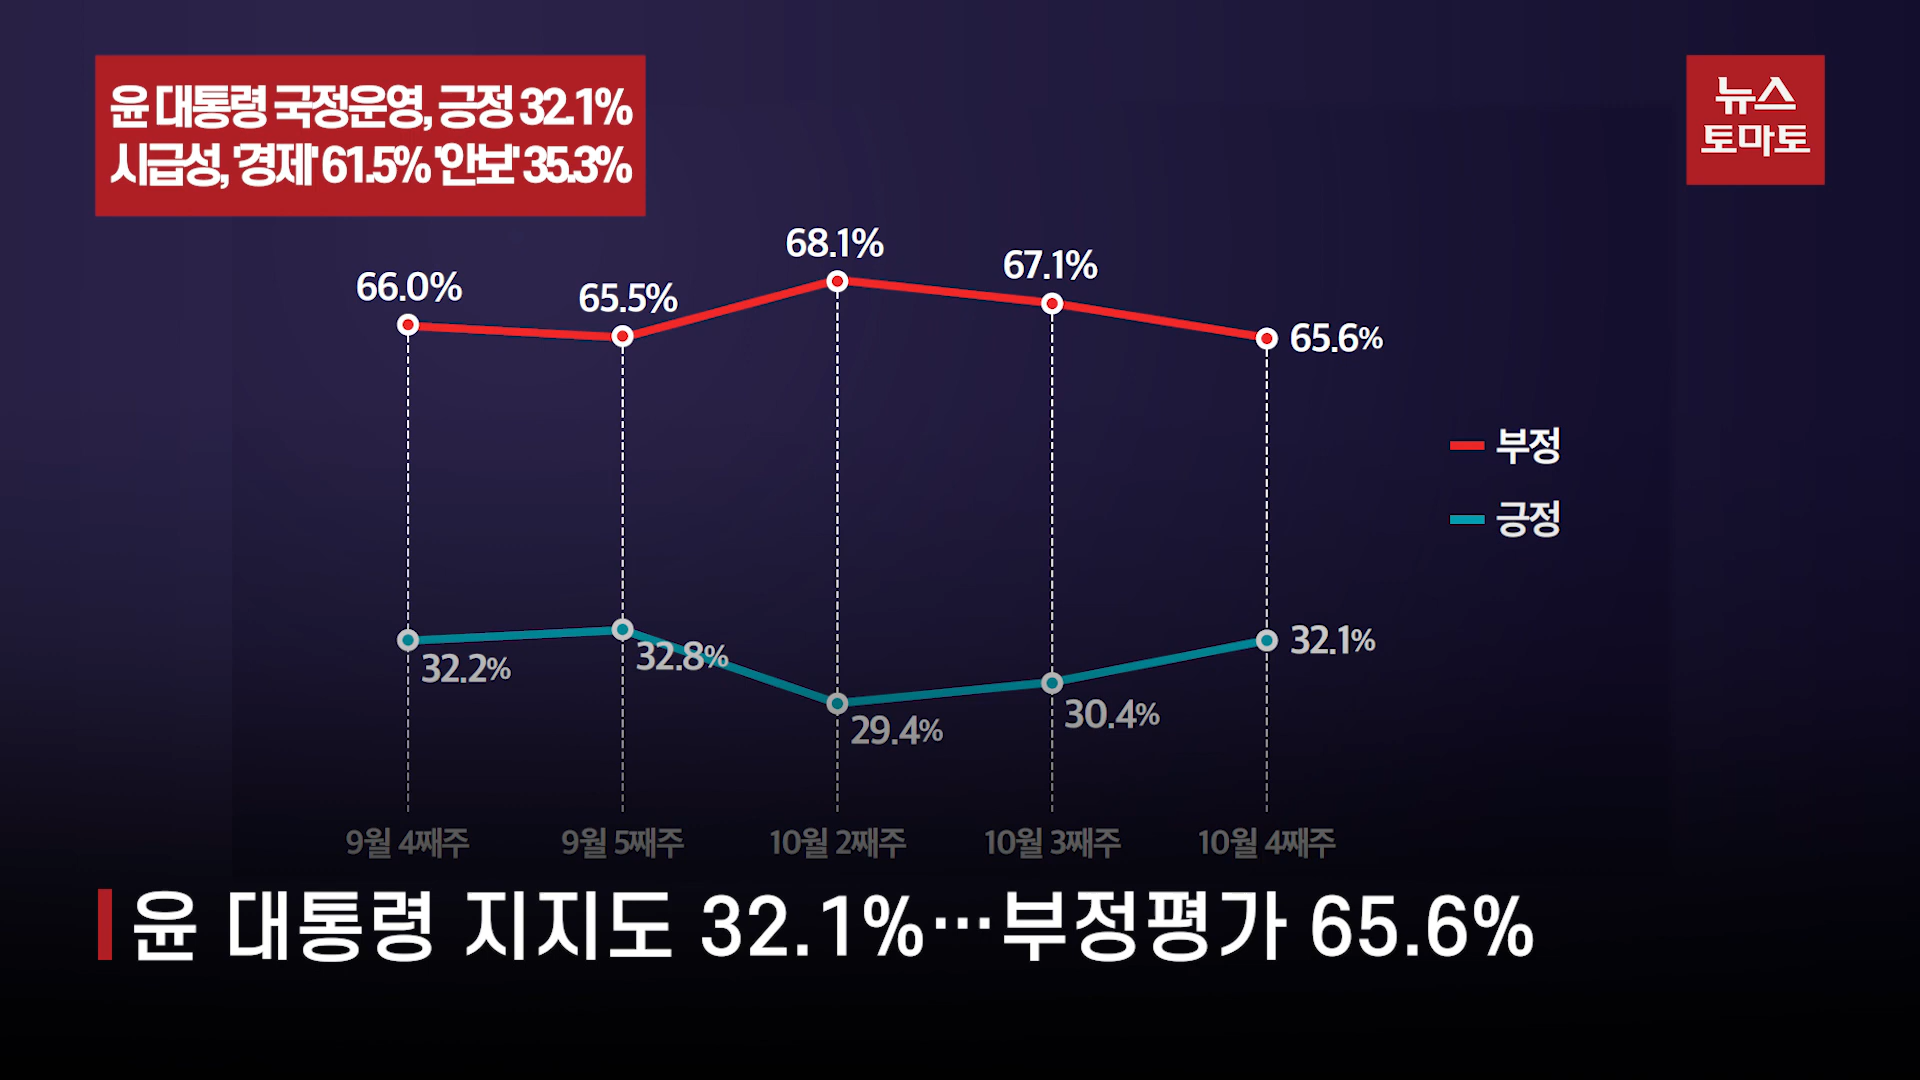 윤 대통령 국정운영, 긍정 32.1%
시급성, '경제' 61.5% '안보' 35.3%
뉴스
토마토
66.0%
65.5%
68.1%
67.1%
65.6%
부정
긍정
32.2%
32.8%
29.4%
30.4%
32.1%
9월 4째주
9월 5째주
10월 2째주
10월 3째주
10월 4째주
윤 대통령 지지도 32.1%···부정평가 65.6%